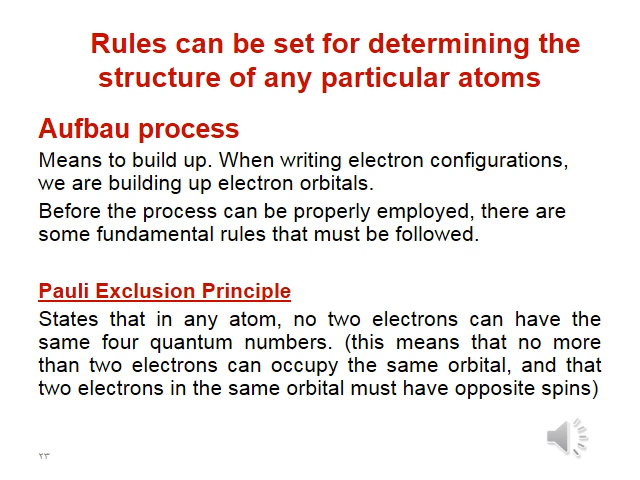 Rules can be set for determining the
structure of any particular atoms
Aufbau process
Means to build up. When writing electron configurations,
we are building up electron orbitals.
Before the process can be properly employed, there are
some fundamental rules that must be followed.
Pauli Exclusion Principle
States that in any atom, no two electrons can have the
same four quantum numbers. (this means that no more
than two electrons can occupy the same orbital, and that
two electrons in the same orbital must have opposite spins)
٢٣